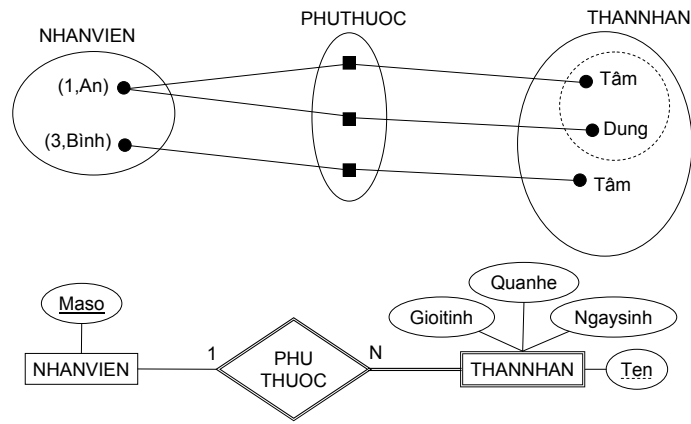 NHANVIEN
PHUTHUOC
THANNHAN
(1,An)
Tâm
Dung
(3,Bình)
Tâm
Quanhe
Maso
Gioitinh
Ngaysinh
NHANVIEN
1
PHU
THUOC
N
THANNHAN
Ten